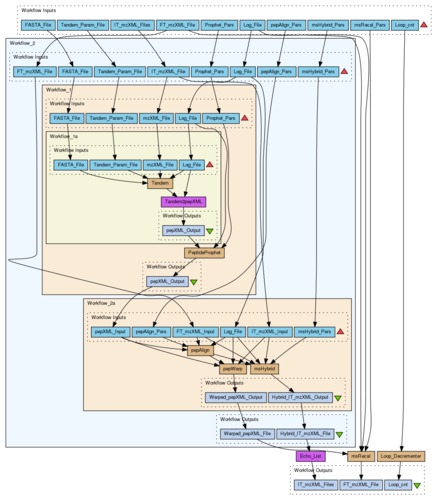 Workflow Inputs
FASTA_File Tandem_Param_File IT_mzXML_Files FT_mzXML_File Prophet_Pars Log_File pepAlign_Pars msHybrid_Pars msRecal_Pars Loop_cnt
Workflow_2
Workflow Inputs
FT_mzXML_File FASTA_File Tandem_Param_File IT_mzXML_File Prophet_Pars Log_File pepAlign_Pars msHybrid_Pars
Workflow_1
Workflow Inputs
FASTA_File Tandem_Param_File mzXML_File Log_File Prophet_Pars
Workflow_1a
Workflow Inputs
FASTA_File Tandem_Param_File mzXML_File Log_File
Tandem
Tandem2pepXML
Workflow Outputs
pepXML_Output
PeptideProphet
Workflow Outputs
pepXML_Output
Workflow_2a
Workflow Inputs
pepXML_Input pepAlign_Pars FT_mzXML_Input Log_File IT_mzXML_Input msHybrid_Pars
pepAlign
pepWarp msHybrid
Workflow Outputs
Warped_pepXML_Output Hybrid_IT_mzXML_Output
Workflow Outputs
Warped_pepXML_File Hybrid_IT_mzXML_File
Echo_List msRecal Loop_Decrementer
Workflow Outputs
IT_mzXML_Files FT_mzXML_File Loop_cnt